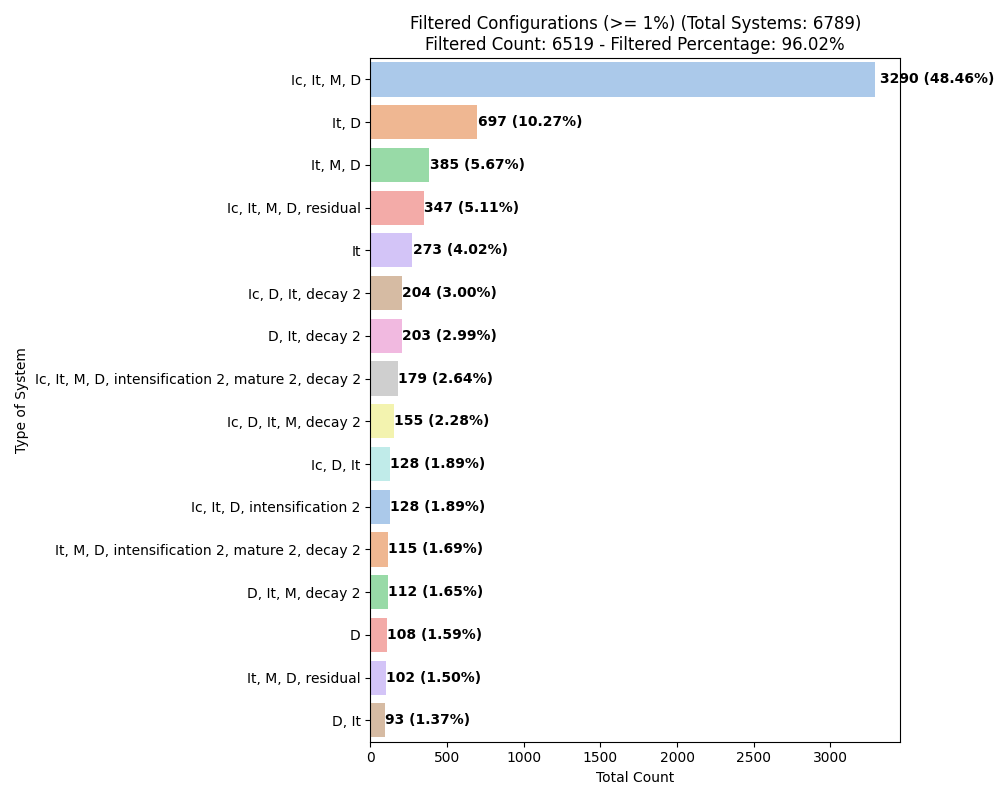 Filtered Configurations (>= 1%) (Total Systems: 6789)
Filtered Count: 6519 - Filtered Percentage: 96.02%
Type of System
Ic, It, M, D 3290 (48.46%)
It, D 697 (10.27%)
It, M, D 385 (5.67%)
Ic, It, M, D, residual 347 (5.11%)
It 273 (4.02%)
Ic, D, It, decay 2 204 (3.00%)
D, It, decay 2 203 (2.99%)
Ic, It, M, D, intensification 2, mature 2, decay 2 179 (2.64%)
Ic, D, It, M, decay 2 155 (2.28%)
Ic, D, It 128 (1.89%)
Ic, It, D, intensification 2 128 (1.89%)
It, M, D, intensification 2, mature 2, decay 2 115 (1.69%)
D, It, M, decay 2 112 (1.65%)
D 108 (1.59%)
It, M, D, residual 102 (1.50%)
D, It 93 (1.37%)
0 500 1000 1500 2000 2500 3000
Total Count